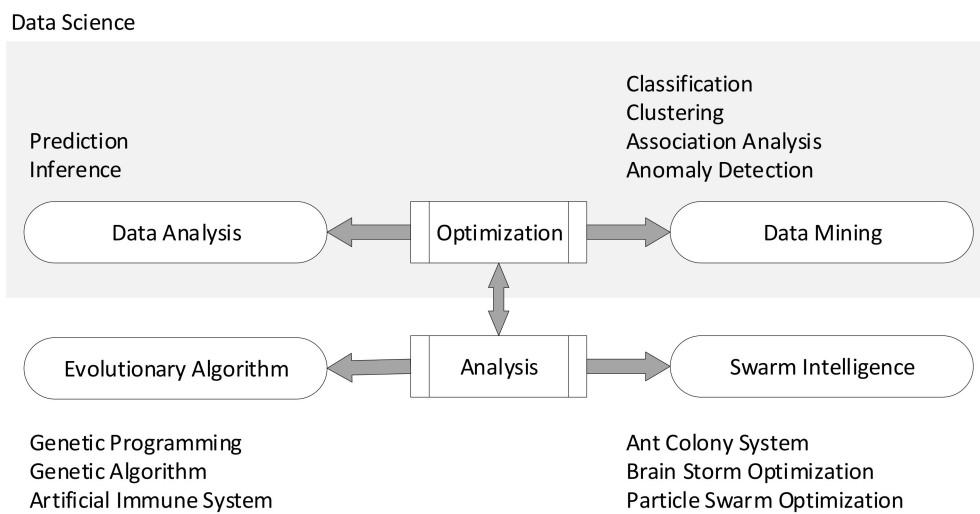 Data Science
Prediction
Inference
Classification
Clustering
Association Analysis
Anomaly Detection
Data Analysis
Optimization
Data Mining
Evolutionary Algorithm
Analysis
Swarm Intelligence
Genetic Programming
Genetic Algorithm
Artificial Immune System
Ant Colony System
Brain Storm Optimization
Particle Swarm Optimization